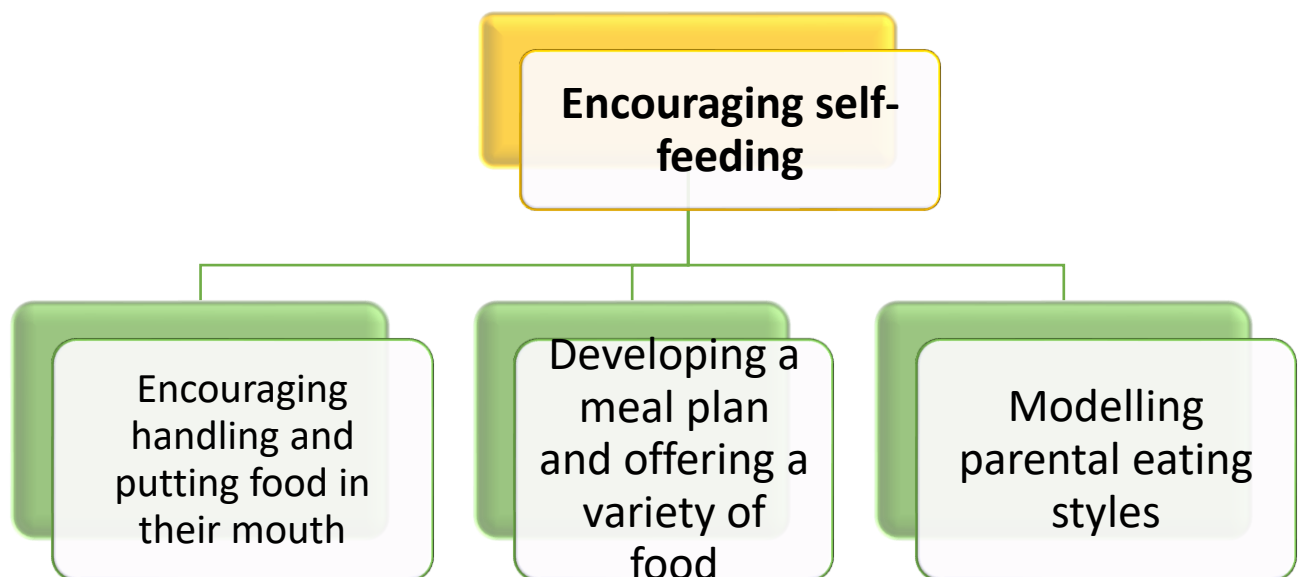 Encouraging self-
feeding
Encouraging
handling and
putting food in
their mouth
Developing a
meal plan
and offering a
variety of
food
Modelling
parental eating
styles